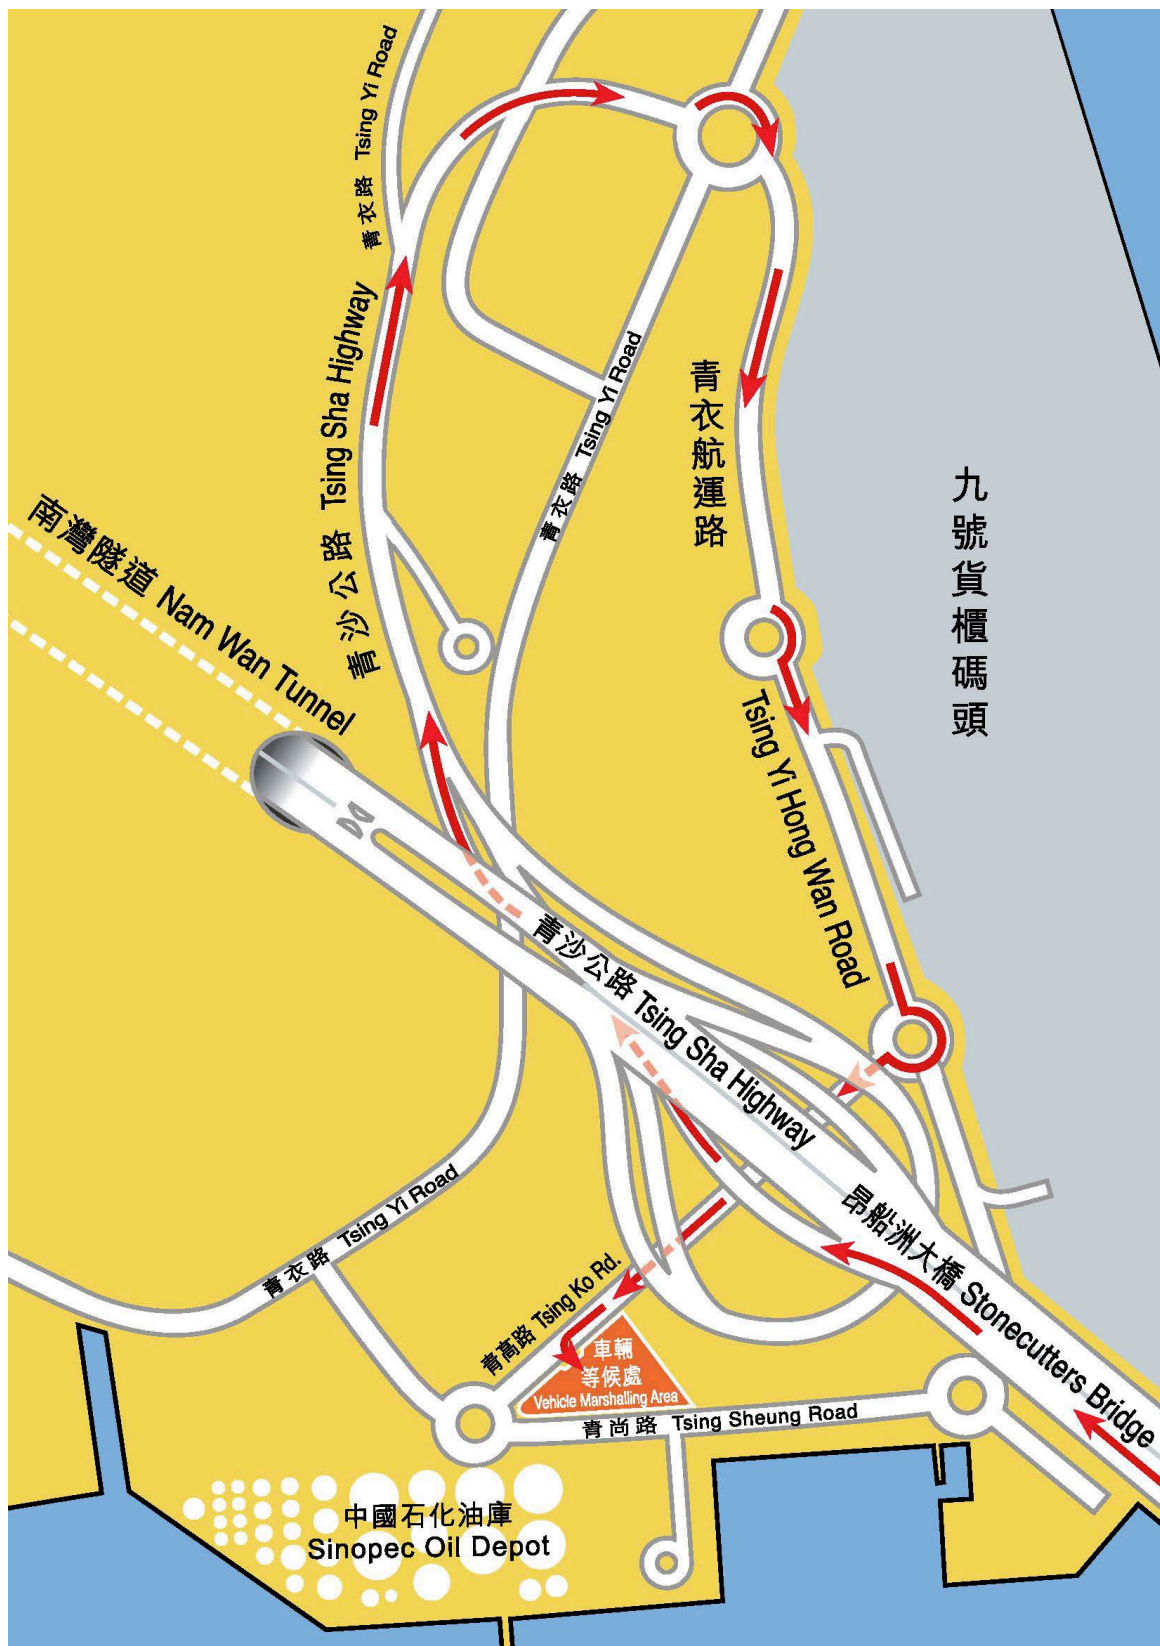 青衣路 Tsing Yi Road
青沙公路 Tsing Sha Highway
青衣路 Tsing Yi Road
青衣航運路
九號貨櫃碼頭
南灣隧道 Nam Wan Tunnel
Tsing Yi Hong Wan Road
青沙公路 Tsing Sha Highway
昂船洲大橋 Stonecutters Bridge
青衣路 Tsing Yi Road
青高路 Tsing Ko Rd.
車輛
等候處
Vehicle Marshalling Area
青尚路 Tsing Sheung Road
中國石化油庫
Sinopec Oil Depot